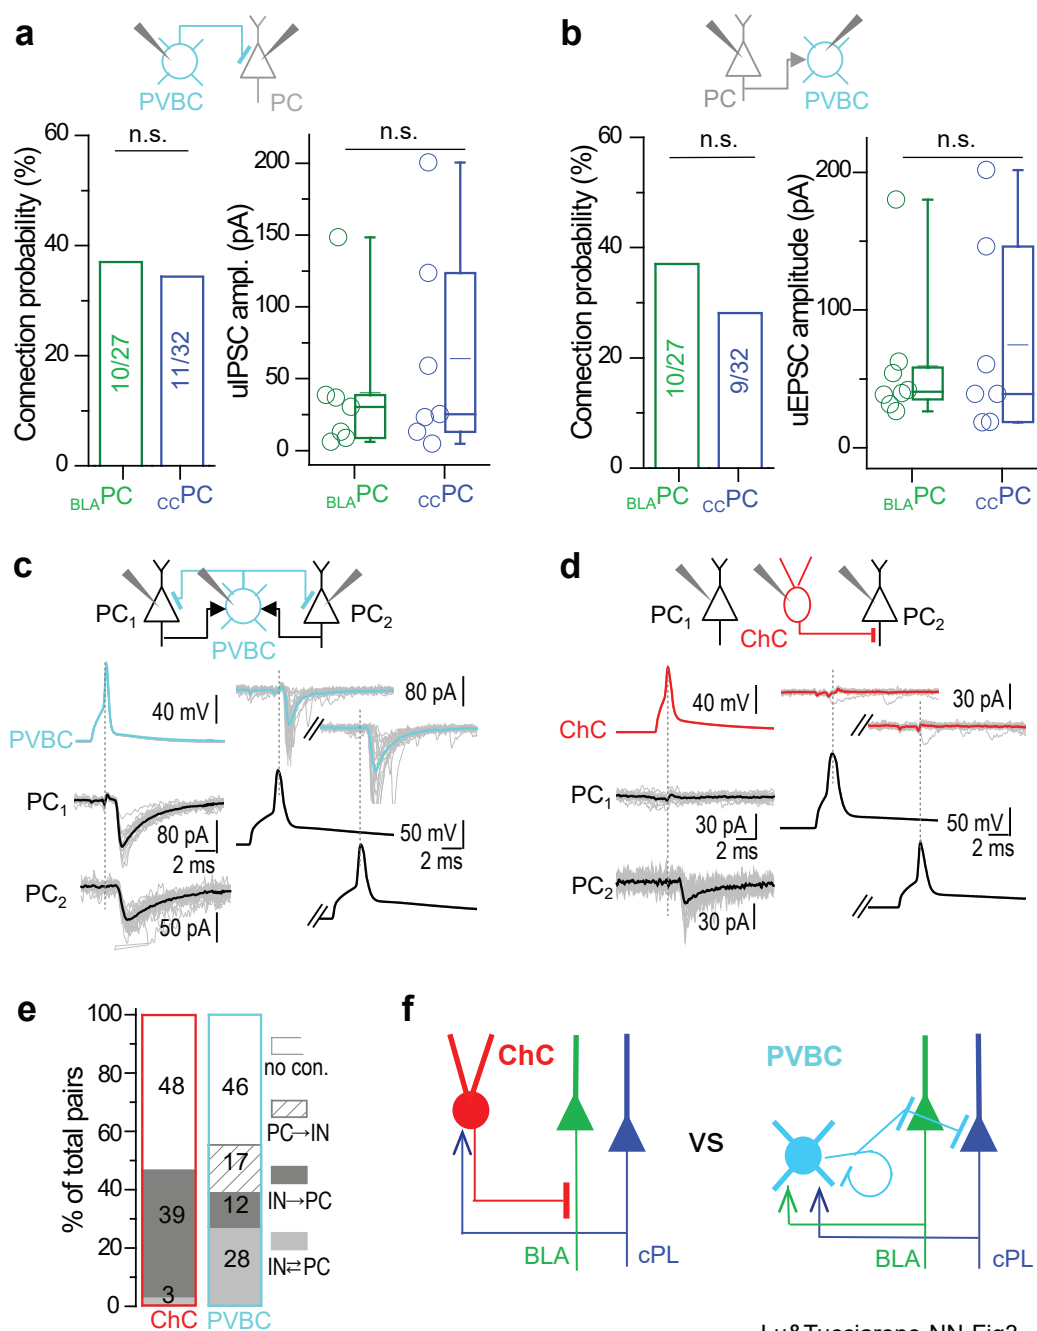 a
PVBC
PC
Connection probability (%)
60
40
20
0
n.s.
10/27
11/32
BLAPC
CCPC
uIPSC ampl. (pA)
200
150
100
50
0
n.s.
BLAPC
CCPC
b
PC
PVBC
Connection probability (%)
60
40
20
0
n.s.
10/27
9/32
BLAPC
CCPC
uEPSC amplitude (pA)
200
100
0
n.s.
BLAPC
CCPC
c
PC1
PC2
PVBC
40 mV
80 pA
PVBC
PC1
80 pA
2 ms
50 mV
2 ms
PC2
50 pA
d
PC1
PC2
ChC
40 mV
30 pA
ChC
PC1
30 pA
2 ms
50 mV
2 ms
PC2
30 pA
e
% of total pairs
100
80
60
40
20
0
48
39
3
46
17
12
28
ChC
PVBC
no con.
PC→IN
IN→PC
IN⇄PC
f
ChC
BLA
cPL
VS
PVBC
BLA
cPL